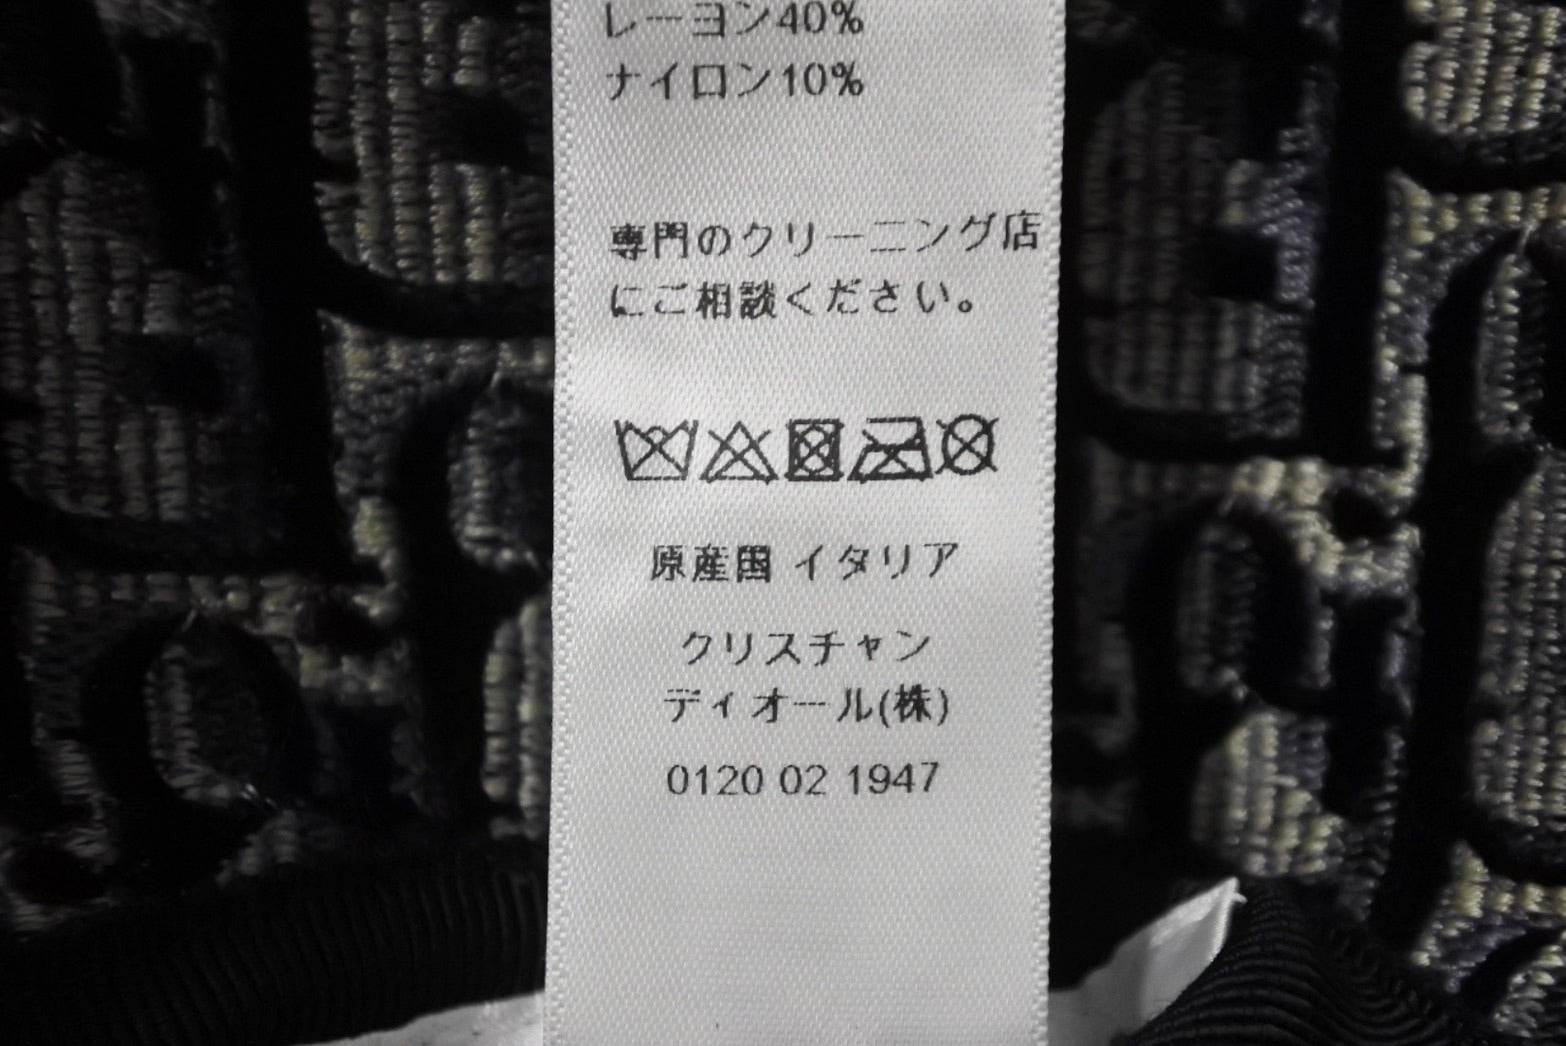 レーヨン40%
ナイロン10%
専門のクリーニング店
にご相談ください。
原産国 イタリア
クリスチャン
ディオール(株)
0120 02 1947